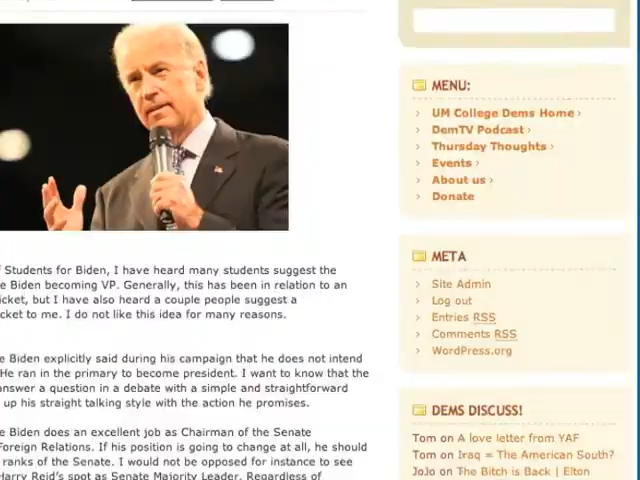 f Students for Biden, I have heard many students suggest the
e Biden becoming VP. Generally, this has been in relation to an
icket, but I have also heard a couple people suggest a
cket to me. I do not like this idea for many reasons.
e Biden explicitly said during his campaign that he does not intend
He ran in the primary to become president. I want to know that the
answer a question in a debate with a simple and straightforward
up his straight talking style with the action he promises.
e Biden does an excellent job as Chairman of the Senate
Foreign Relations. If his position is going to change at all, he should
ranks of the Senate. I would not be opposed for instance to see
Harry Reid's spot as Senate Majority Leader. Regardless of
MENU:
UM College Dems Home
DemTV Podcast
Thursday Thoughts
Events
About us
Donate
META
Site Admin
Log out
Entries RSS
Comments RSS
WordPress.org
DEMS DISCUSS!
Tom on A love letter from YAF
Tom on Iraq = The American South?
JoJo on The Bitch is Back | Elton